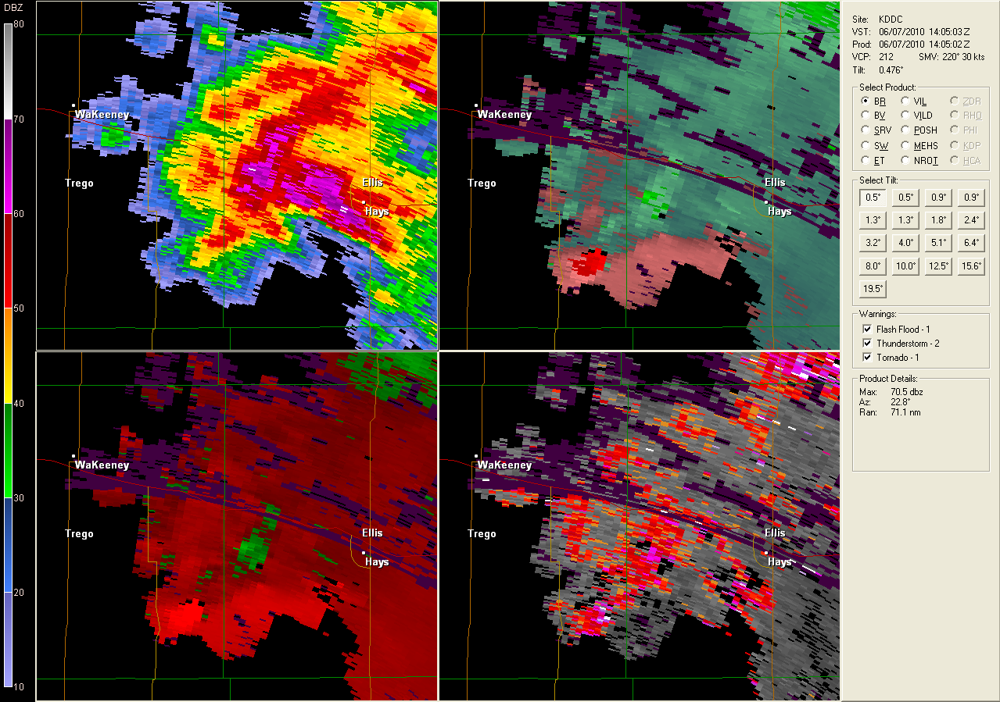 DBZ
80
70
60
50
40
30
20
10
WaKeeney
Trego
Ellis
Hays
WaKeeney
Trego
Ellis
Hays
WaKeeney
Trego
Ellis
Hays
WaKeeney
Trego
Ellis
Hays
Site: KDDC
VST: 06/07/2010 14:05:03 Z
Prod: 06/07/2010 14:05:02 Z
VCP: 212 SMV: 220° 30 kts
Tilt: 0.476°
Select Product:
BR VIL ZDR
BV VILD RHO
SRV POSH PHI
SW MEHS KDP
ET NROT HCA
Select Tilt:
0.5° 0.5° 0.9° 0.9°
1.3° 1.3° 1.8° 2.4°
3.2° 4.0° 5.1° 6.4°
8.0° 10.0° 12.5° 15.6°
19.5°
Warnings:
Flash Flood - 1
Thunderstorm - 2
Tornado - 1
Product Details:
Max: 70.5 dbz
Az: 22.8°
Ran: 71.1 nm